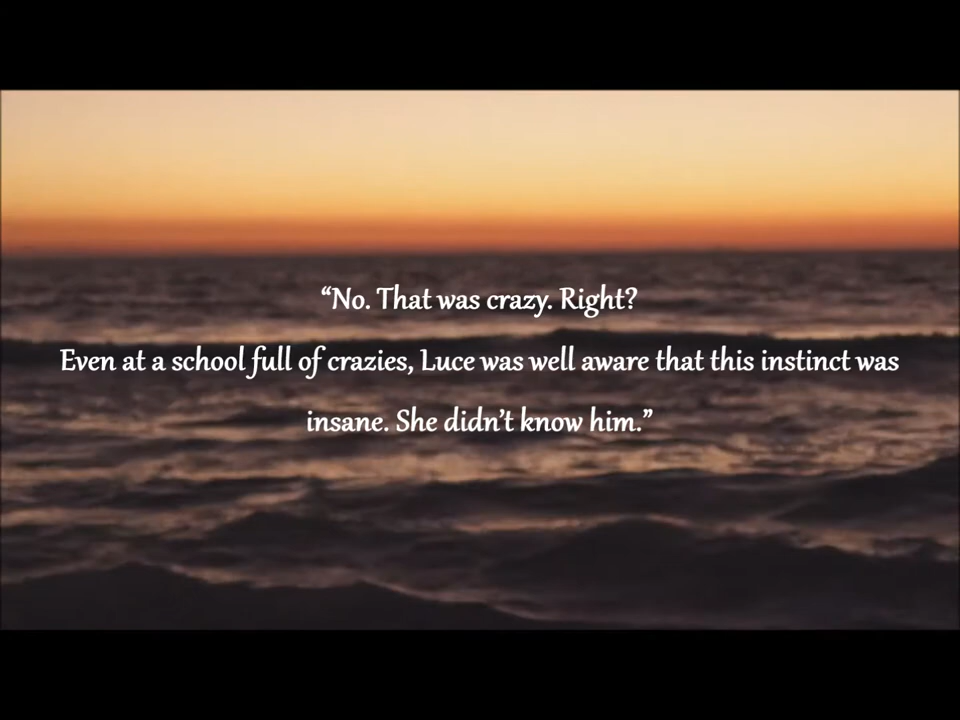 “No. That was crazy. Right?
Even at a school full of crazies, Luce was well aware that this instinct was
insane. She didn’t know him.”